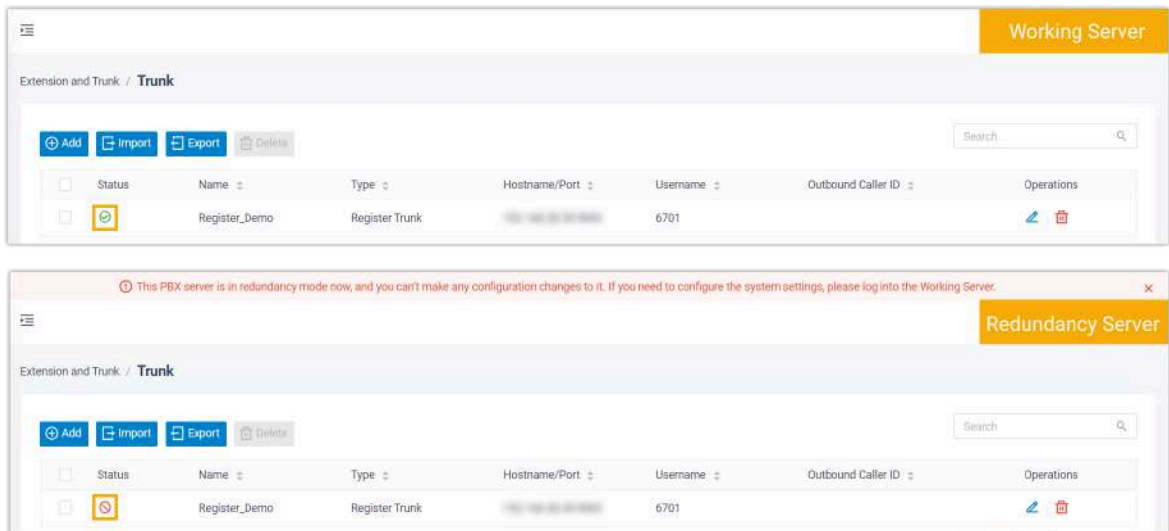 Working Server
Extension and Trunk / Trunk
Add Import Export Delete Search
Status Name Type Hostname/Port Username Outbound Caller ID Operations
Register_Demo Register Trunk 6701
This PBX server is in redundancy mode now, and you can't make any configuration changes to it. If you need to configure the system settings, please log into the Working Server.
Redundancy Server
Extension and Trunk / Trunk
Add Import Export Delete Search
Status Name Type Hostname/Port Username Outbound Caller ID Operations
Register_Demo Register Trunk 6701